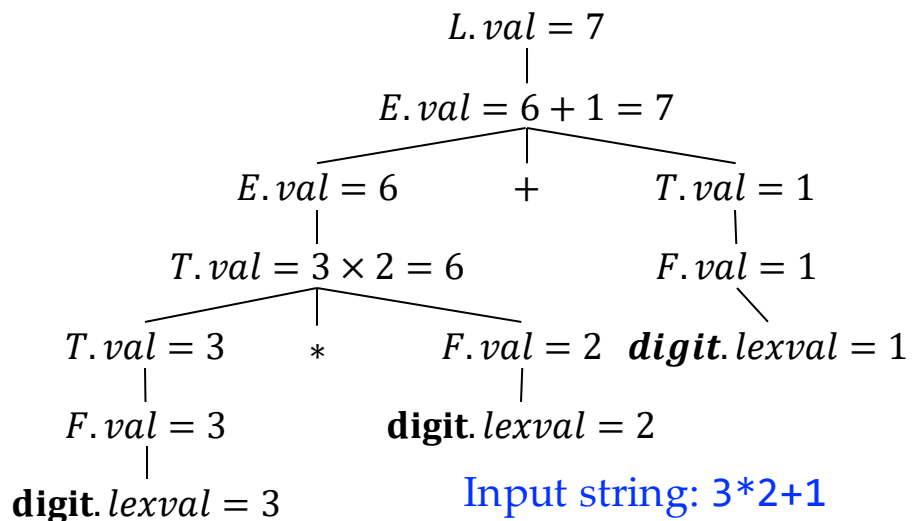 L.val = 7
E.val = 6 + 1 = 7
E.val = 6 + T.val = 1
T.val = 3 × 2 = 6 F.val = 1
T.val = 3 * F.val = 2 digit.lexval = 1
F.val = 3 digit.lexval = 2
digit.lexval = 3 Input string: 3*2+1